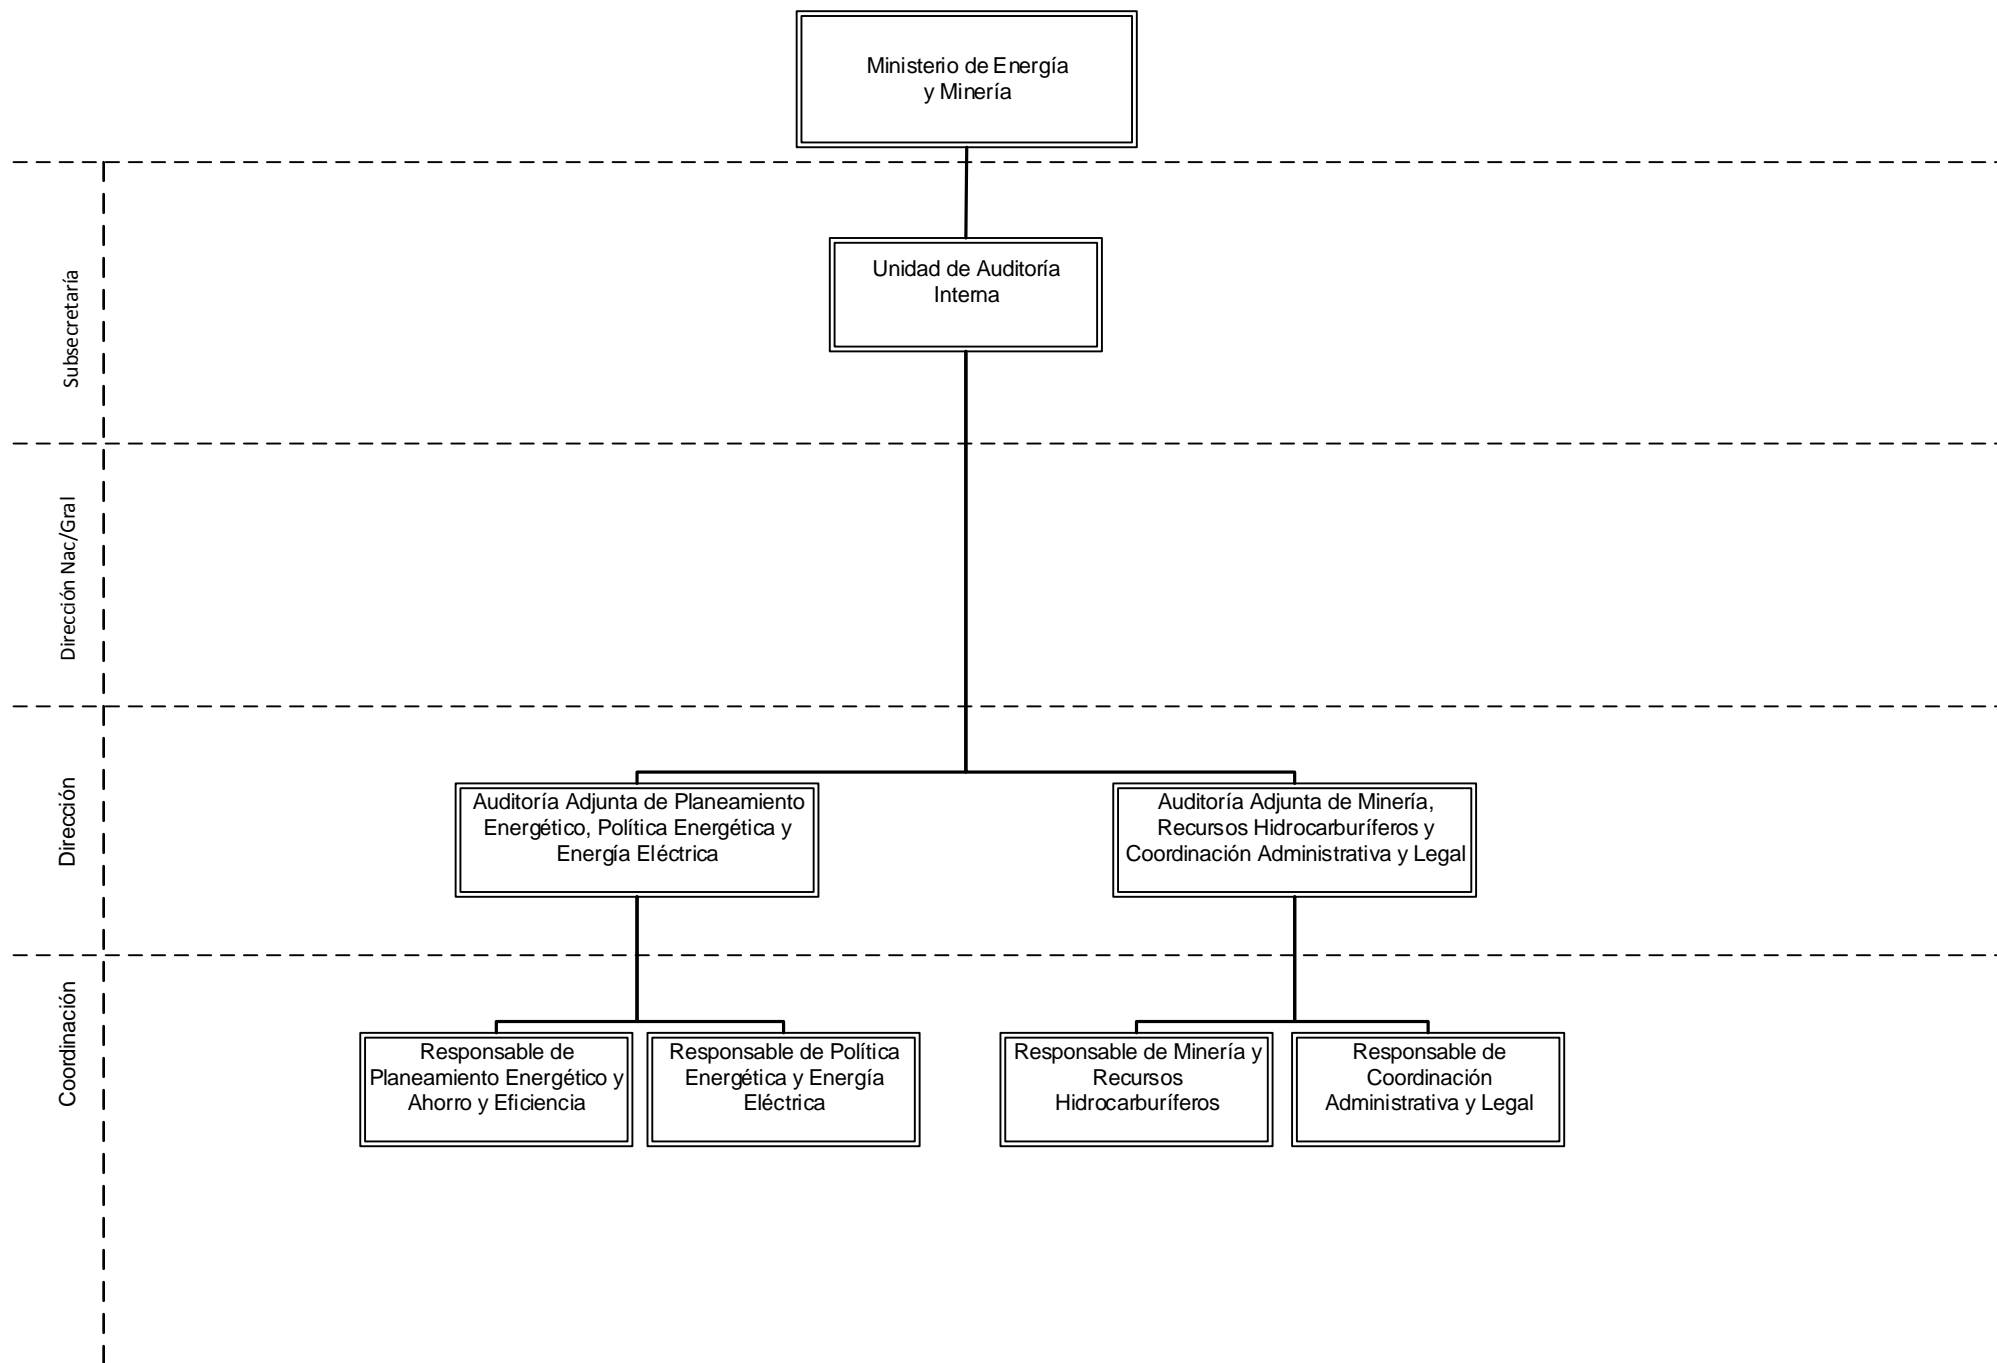 Ministerio de Energía
y Minería
Subsecretaría
Unidad de Auditoría
Interna
Dirección Nac/Gral
Dirección
Auditoría Adjunta de Planeamiento
Energético, Política Energética y
Energía Eléctrica
Auditoría Adjunta de Minería,
Recursos Hidrocarburíferos y
Coordinación Administrativa y Legal
Coordinación
Responsable de
Planeamiento Energético y
Ahorro y Eficiencia
Responsable de Política
Energética y Energía
Eléctrica
Responsable de Minería y
Recursos
Hidrocarburíferos
Responsable de
Coordinación
Administrativa y Legal